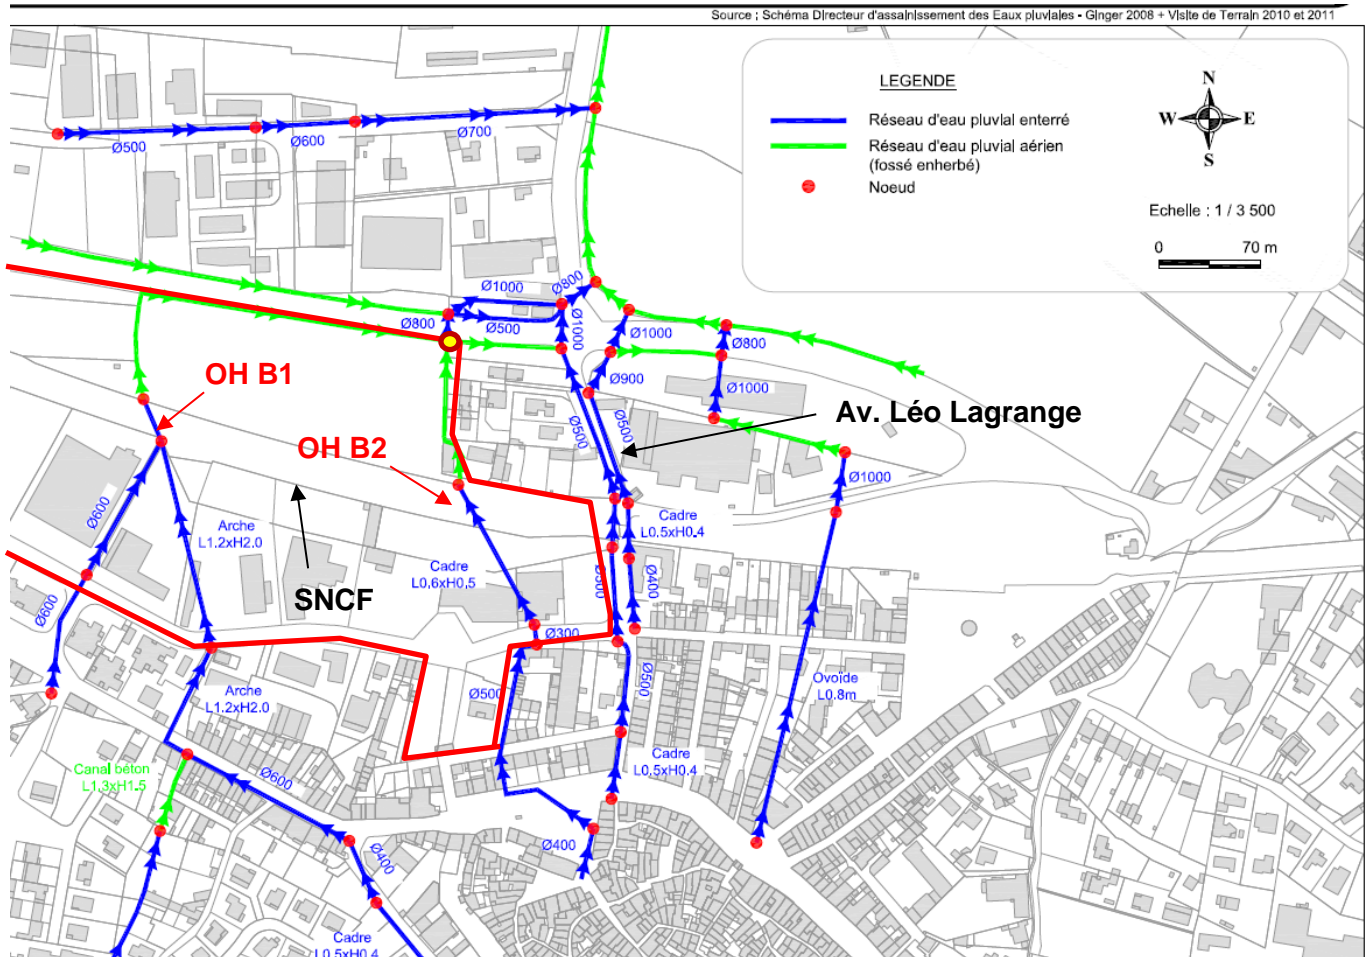 Source ; Schéma Directeur d'assainissement des Eaux pluviales - Ginger 2008 + Visite de Terrain 2010 et 2011
LEGENDE
Réseau d'eau pluvial enterré
Réseau d'eau pluvial aérien
(fossé enherbé)
Noeud
N
W
E
S
Echelle : 1 / 3 500
0
70 m
Ø500
Ø600
Ø700
Ø1000
Ø800
Ø800
Ø500
Ø1000
Ø1000
Ø800
Ø900
Ø1000
OH B1
Av. Léo Lagrange
Ø500
Ø500
OH B2
Ø1000
Ø600
Arche
L1.2xH2.0
Cadre
L0.5xH0.4
Cadre
L0,6xH0,5
SNCF
Ø300
Ø400
Ø600
Ø300
Arche
L1.2xH2.0
Ø500
Ø500
Ovoïde
L0.8m
Cadre
L0.5xH0.4
Canal béton
L1.3xH1.5
Ø600
Ø400
Ø400
Cadre
L0.5xH0.4